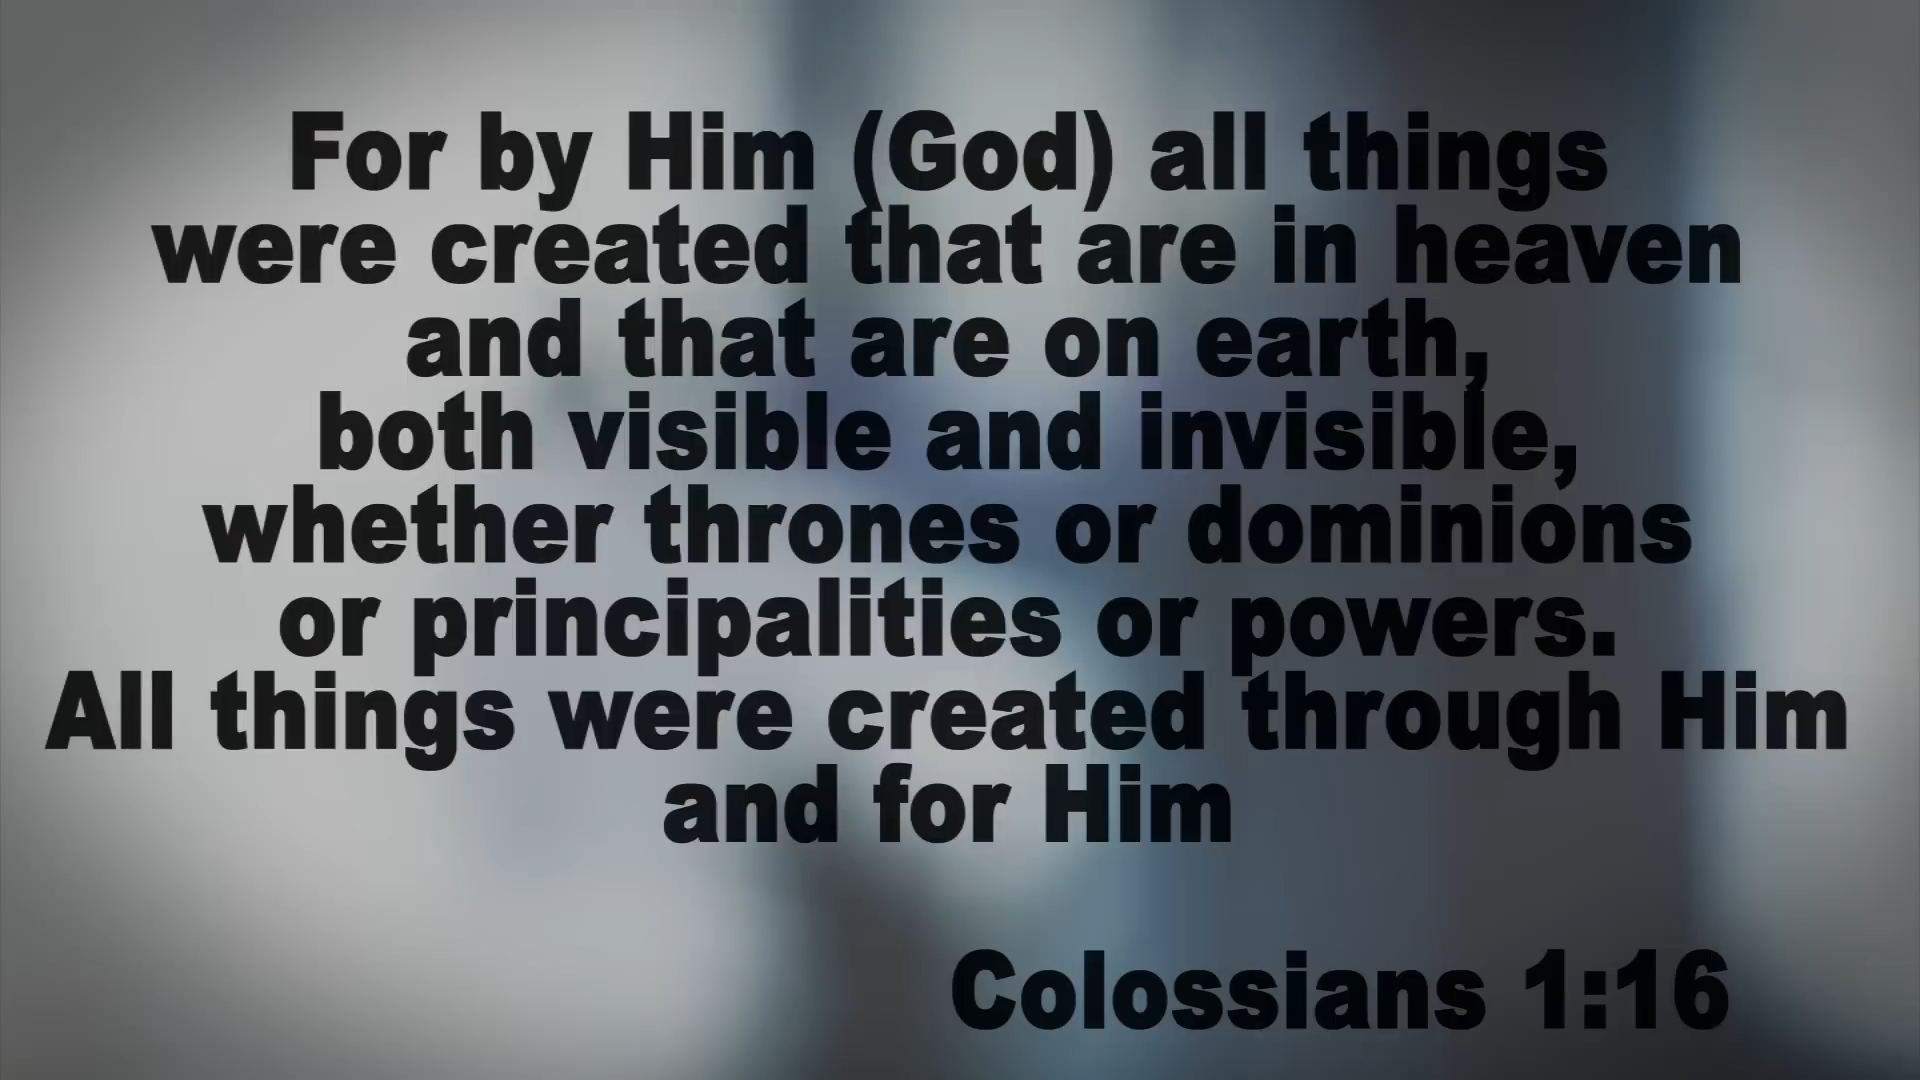 For by Him (God) all things
were created that are in heaven
and that are on earth,
both visible and invisible,
whether thrones or dominions
or principalities or powers.
All things were created through Him
and for Him
Colossians 1:16